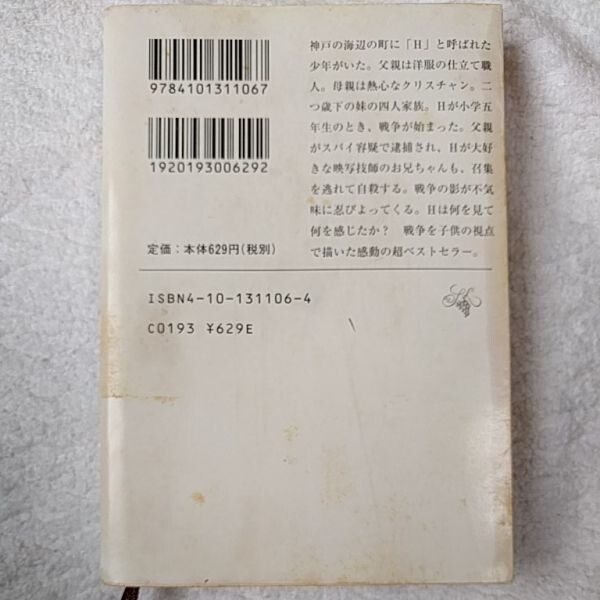 9784101311067
1920193006292
定価：本体629円（税別）
神戸の海辺の町に「H」と呼ばれた
少年がいた。父親は洋服の仕立て職
人。母親は熱心なクリスチャン。二
つ歳下の妹の四人家族。Hが小学五
年生のとき、戦争が始まった。父親
がスパイ容疑で逮捕され、Hが大好
きな映写技師のお兄ちゃんも、召集
を逃れて自殺する。戦争の影が不気
味に忍びよってくる。Hは何を見て
何を感じたか？　戦争を子供の視点
で描いた感動の超ベストセラー。
ISBN4-10-131106-4
C0193 ¥629E